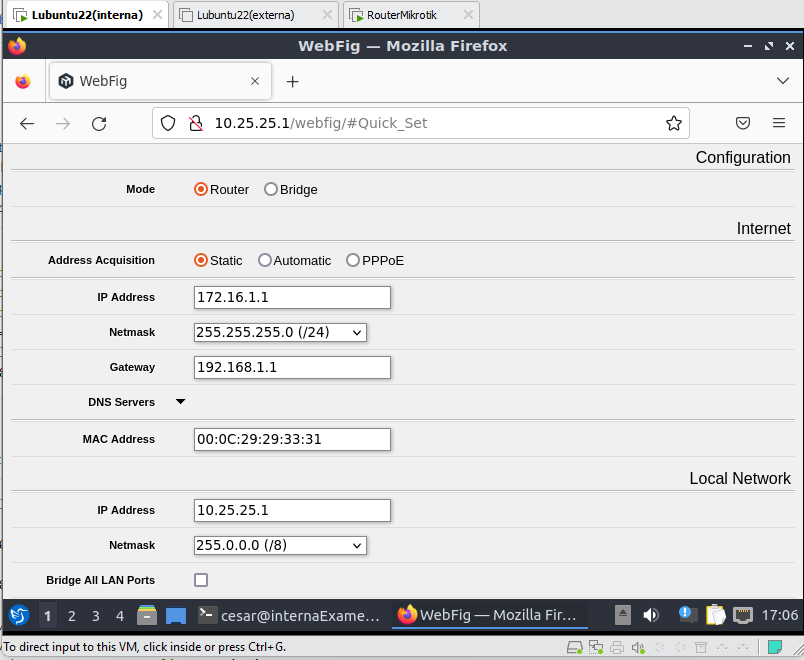 Lubuntu22(interna) Lubuntu22(externa) RouterMikrotik
WebFig — Mozilla Firefox
WebFig
10.25.25.1/webfig/#Quick_Set
Configuration
Mode Router Bridge
Internet
Address Acquisition Static Automatic PPPoE
IP Address 172.16.1.1
Netmask 255.255.255.0 (/24)
Gateway 192.168.1.1
DNS Servers
MAC Address 00:0C:29:29:33:31
Local Network
IP Address 10.25.25.1
Netmask 255.0.0.0 (/8)
Bridge All LAN Ports
1 2 3 4 cesar@internaExame... WebFig — Mozilla Fir... 17:06
To direct input to this VM, click inside or press Ctrl+G.